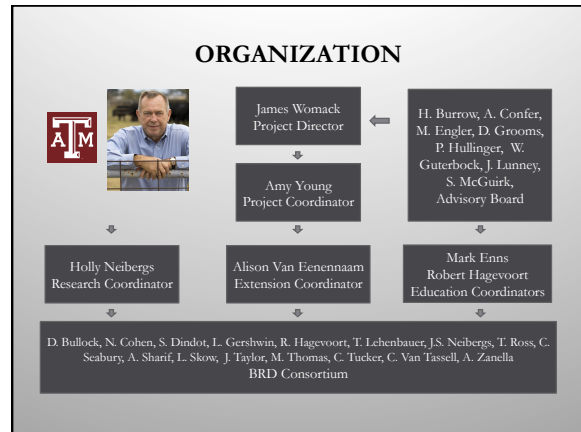 ORGANIZATION
A T M
James Womack
Project Director
H. Burrow, A. Confer,
M. Engler, D. Grooms,
P. Hullinger, W.
Guterbock, J. Lunney,
S. McGuirk,
Advisory Board
Amy Young
Project Coordinator
Holly Neibergs
Research Coordinator
Alison Van Eenennaam
Extension Coordinator
Mark Enns
Robert Hagevoort
Education Coordinators
D. Bullock, N. Cohen, S. Dindot, L. Gershwin, R. Hagevoort, T. Lehenbauer, J.S. Neibergs, T. Ross, C.
Seabury, A. Sharif, L. Skow, J. Taylor, M. Thomas, C. Tucker, C. Van Tassell, A. Zanella
BRD Consortium